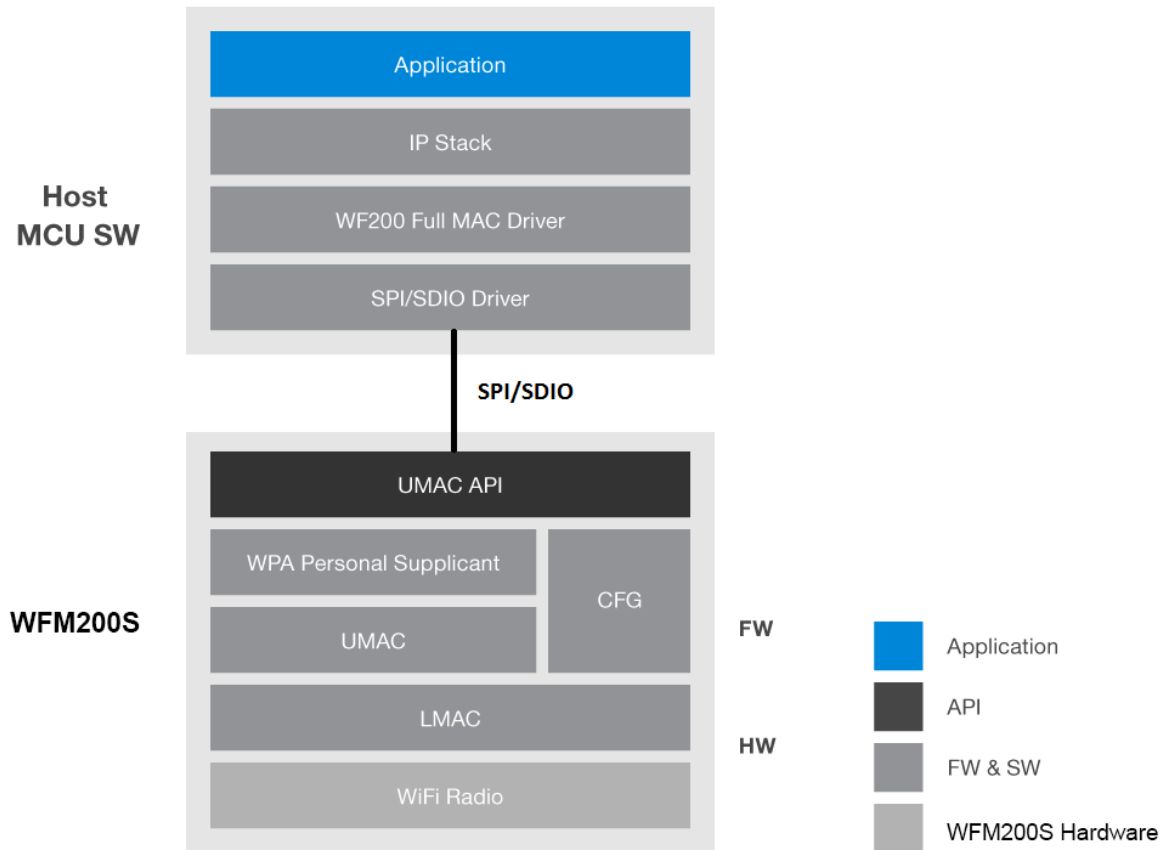 Application
IP Stack
Host
MCU SW
WF200 Full MAC Driver
SPI/SDIO Driver
SPI/SDIO
UMAC API
WPA Personal Supplicant
CFG
WFM200S
UMAC
FW
LMAC
HW
WiFi Radio
Application
API
FW & SW
WFM200S Hardware